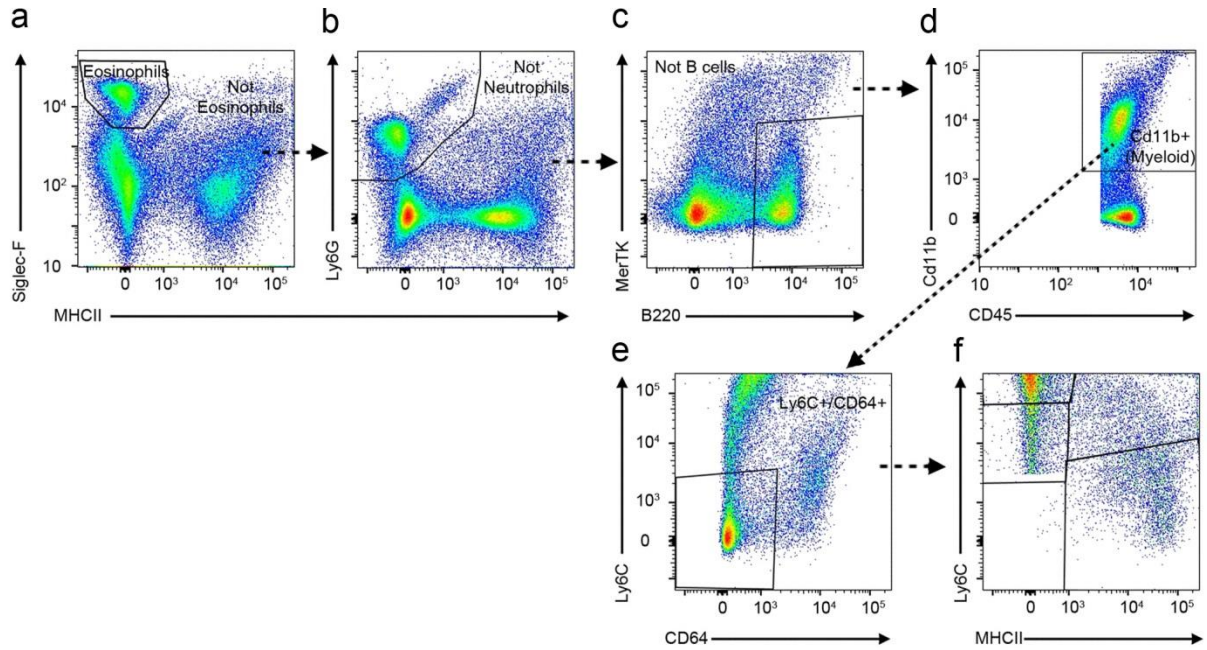 a
b
c
d
Eosinophils
Not
Eosinophils
10⁴
10²
10
0
10³
10⁴
10⁵
Siglec-F
MHCII
Not
Neutrophils
Ly6G
0
10³
10⁴
10⁵
Not B cells
MerTK
0
10³
10⁴
10⁵
B220
10⁵
10⁴
10³
0
Cd11b+
(Myeloid)
Cd11b
10
10²
10⁴
CD45
e
f
10⁵
10⁴
10³
0
Ly6C+/CD64+
Ly6C
0
10³
10⁴
10⁵
CD64
Ly6C
0
10³
10⁴
10⁵
MHCII